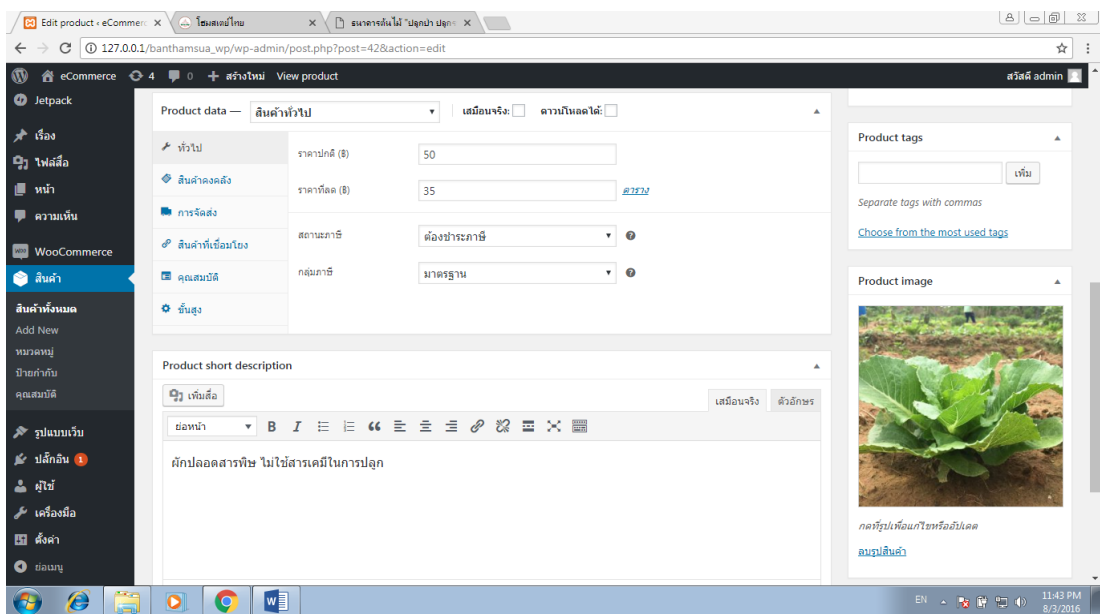 Edit product ‹ eCommerc
โฮมสเตย์ไทย
ธนาคารต้นไม้ "ปลูกป่า ปลูกร
127.0.0.1/banthamsua_wp/wp-admin/post.php?post=42&action=edit
eCommerce 4 0 + สร้างใหม่ View product
สวัสดี admin
Jetpack
เรื่อง
ไฟล์สื่อ
หน้า
ความเห็น
WooCommerce
สินค้า
สินค้าทั้งหมด
Add New
หมวดหมู่
ป้ายกำกับ
คุณสมบัติ
รูปแบบเว็บ
ปลั๊กอิน 1
ผู้ใช้
เครื่องมือ
ตั้งค่า
ย่อเมนู
Product data — สินค้าทั่วไป เสมือนจริง: ดาวน์โหลดได้:
ทั่วไป
สินค้าคงคลัง
การจัดส่ง
สินค้าที่เชื่อมโยง
คุณสมบัติ
ขั้นสูง
ราคาปกติ (฿) 50
ราคาที่ลด (฿) 35 ตาราง
สถานะภาษี ต้องชำระภาษี
กลุ่มภาษี มาตรฐาน
Product short description
เพิ่มสื่อ
เสมือนจริง ตัวอักษร
ย่อหน้า B I
ผักปลอดสารพิษ ไม่ใช้สารเคมีในการปลูก
Product tags
เพิ่ม
Separate tags with commas
Choose from the most used tags
Product image
กดที่รูปเพื่อแก้ไขหรืออัปเดต
ลบรูปสินค้า
EN
11:43 PM
8/3/2016